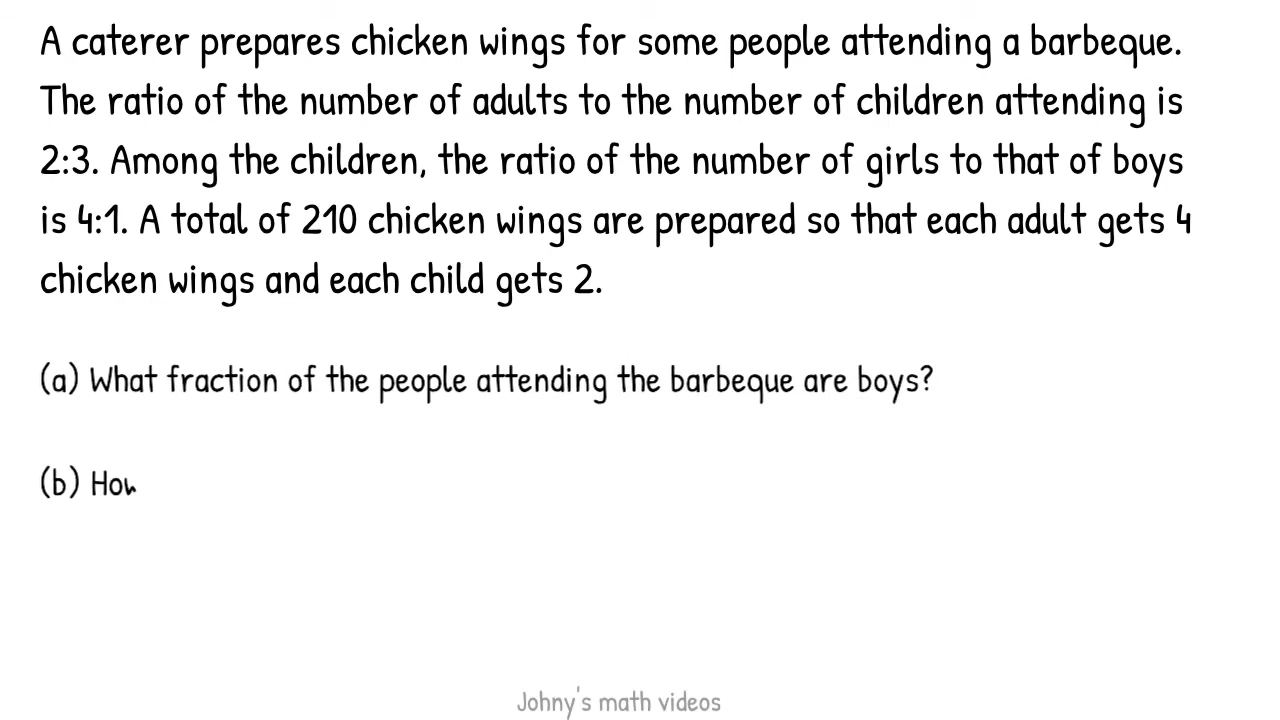 A caterer prepares chicken wings for some people attending a barbeque.
The ratio of the number of adults to the number of children attending is
2:3. Among the children, the ratio of the number of girls to that of boys
is 4:1. A total of 210 chicken wings are prepared so that each adult gets 4
chicken wings and each child gets 2.
(a) What fraction of the people attending the barbeque are boys?
(b)
Johny's math videos